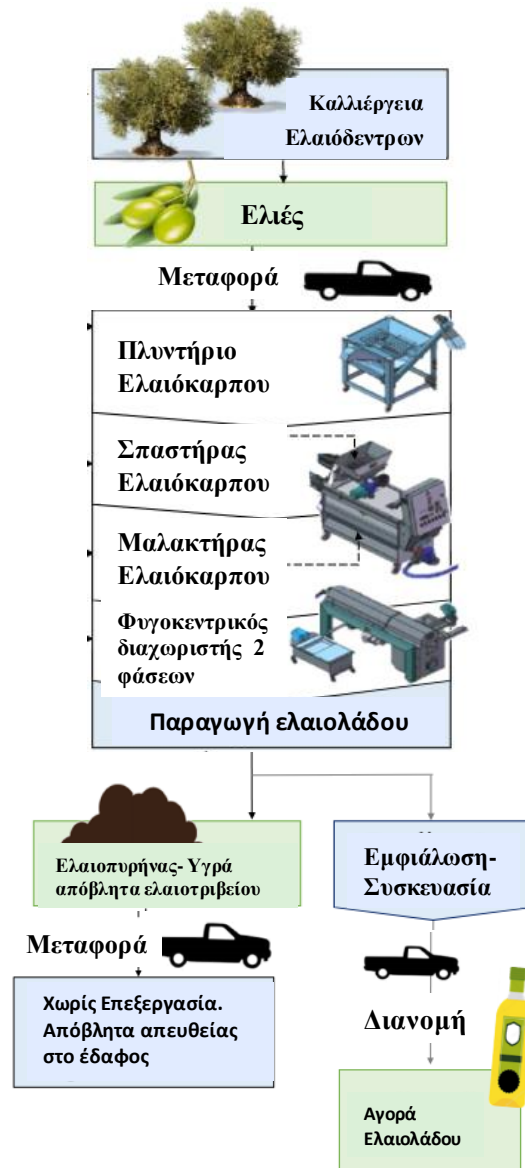 Καλλιέργεια
Ελαιόδεντρων
Ελιές
Μεταφορά
Πλυντήριο
Ελαιόκαρπου
Σπαστήρας
Ελαιόκαρπου
Μαλακτήρας
Ελαιόκαρπου
Φυγοκεντρικός
διαχωριστής 2
φάσεων
Παραγωγή ελαιολάδου
Ελαιοπυρήνας- Υγρά
απόβλητα ελαιοτριβείου
Μεταφορά
Χωρίς Επεξεργασία.
Απόβλητα απευθείας
στο έδαφος
Εμφιάλωση-
Συσκευασία
Διανομή
Αγορά
Ελαιολάδου